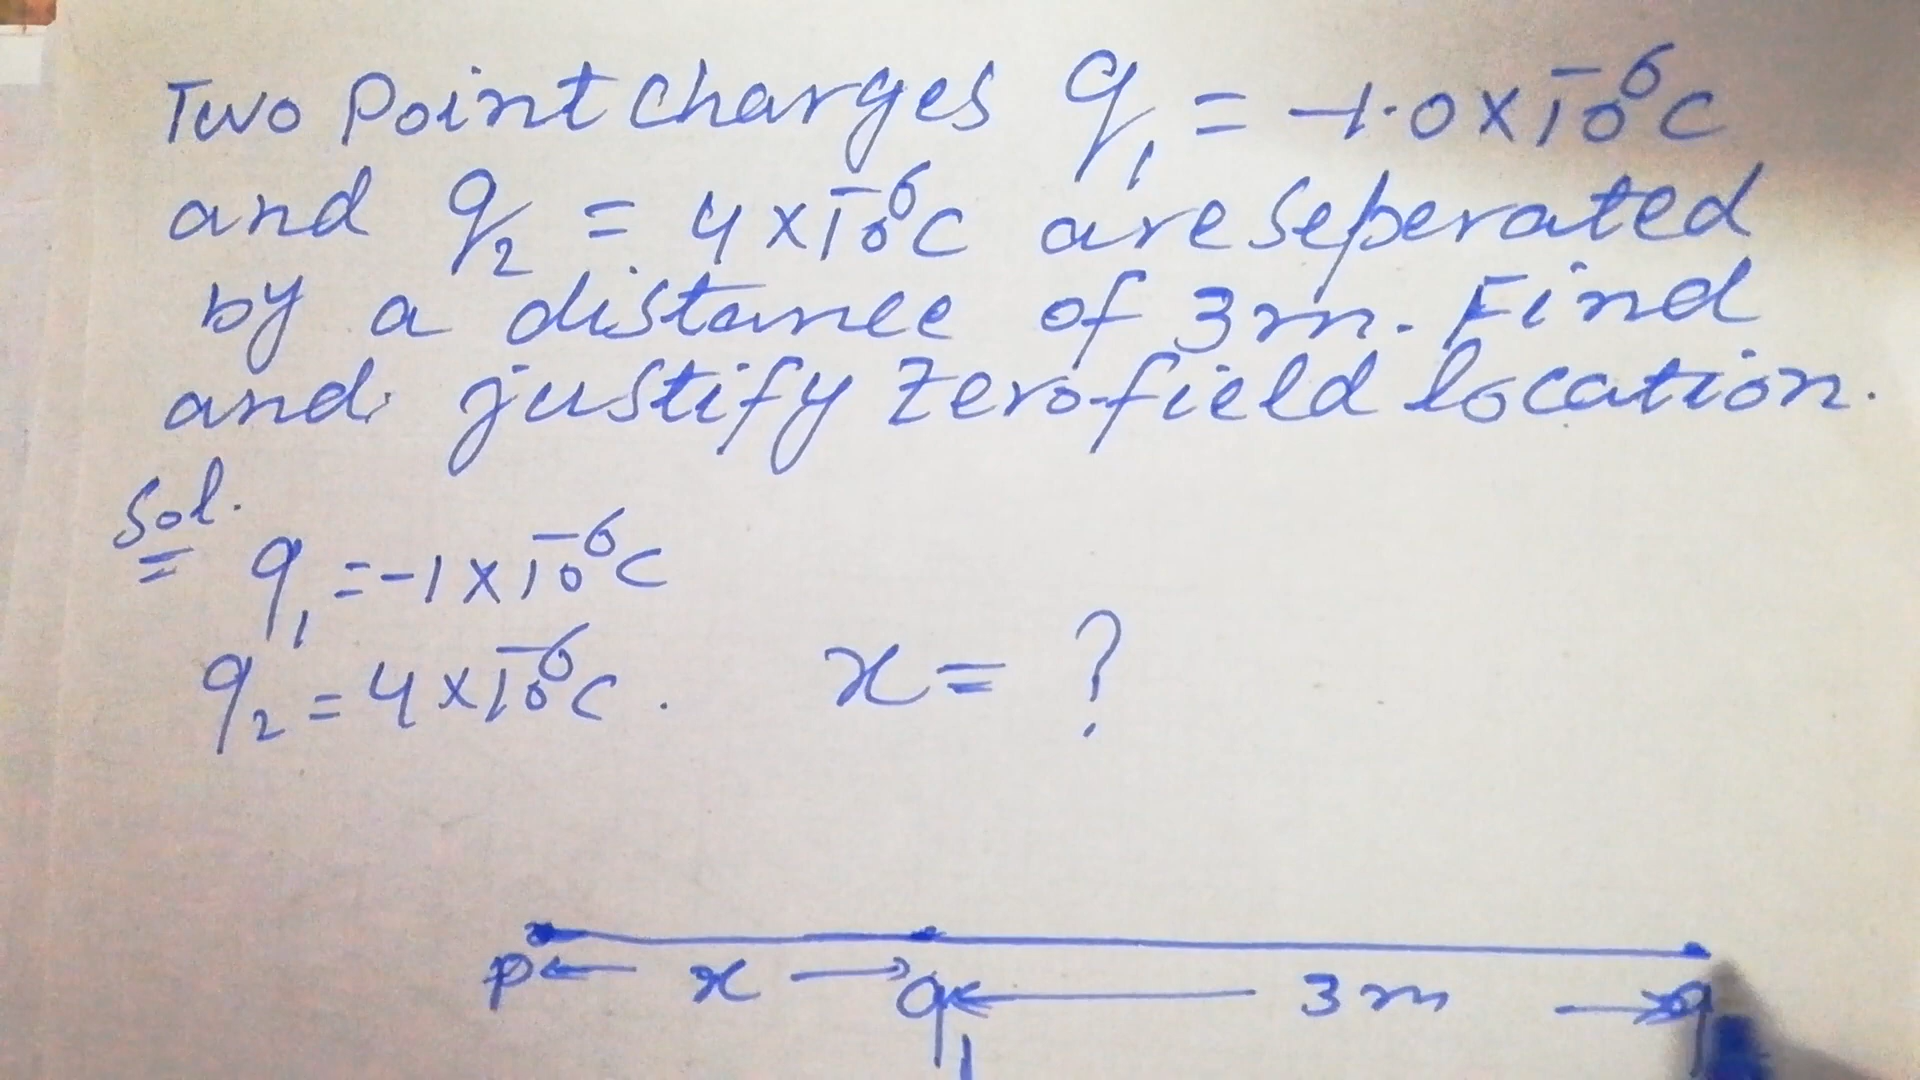 Two Point charges q₁ = -1.0 × 10⁻⁶ C
and q₂ = 4 × 10⁻⁶ C are seperated
by a distance of 3m. Find
and justify zero-field location.
Sol.
q₁ = -1 × 10⁻⁶ C
q₂ = 4 × 10⁻⁶ C. x = ?
P ← x → q₁ ← 3m → q